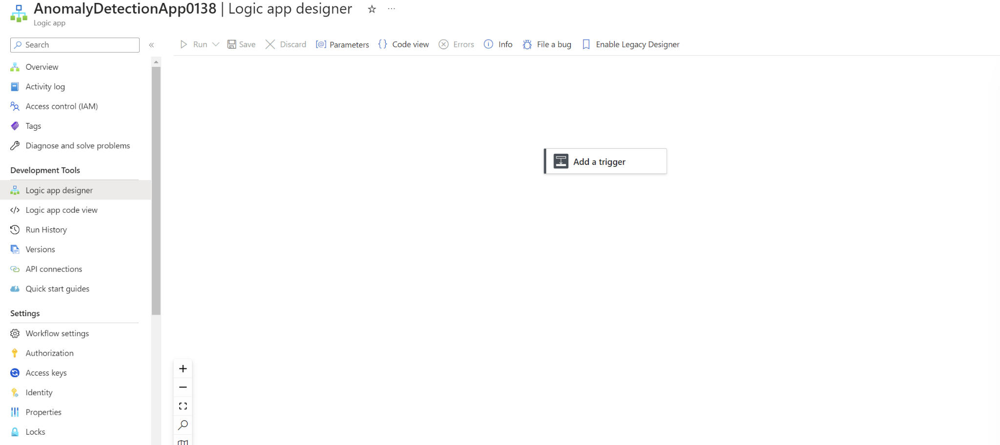 AnomalyDetectionApp0138 | Logic app designer
Logic app
Search
Run
Save
Discard
Parameters
Code view
Errors
Info
File a bug
Enable Legacy Designer
Overview
Activity log
Access control (IAM)
Tags
Diagnose and solve problems
Development Tools
Logic app designer
Logic app code view
Run History
Versions
API connections
Quick start guides
Settings
Workflow settings
Authorization
Access keys
Identity
Properties
Locks
Add a trigger